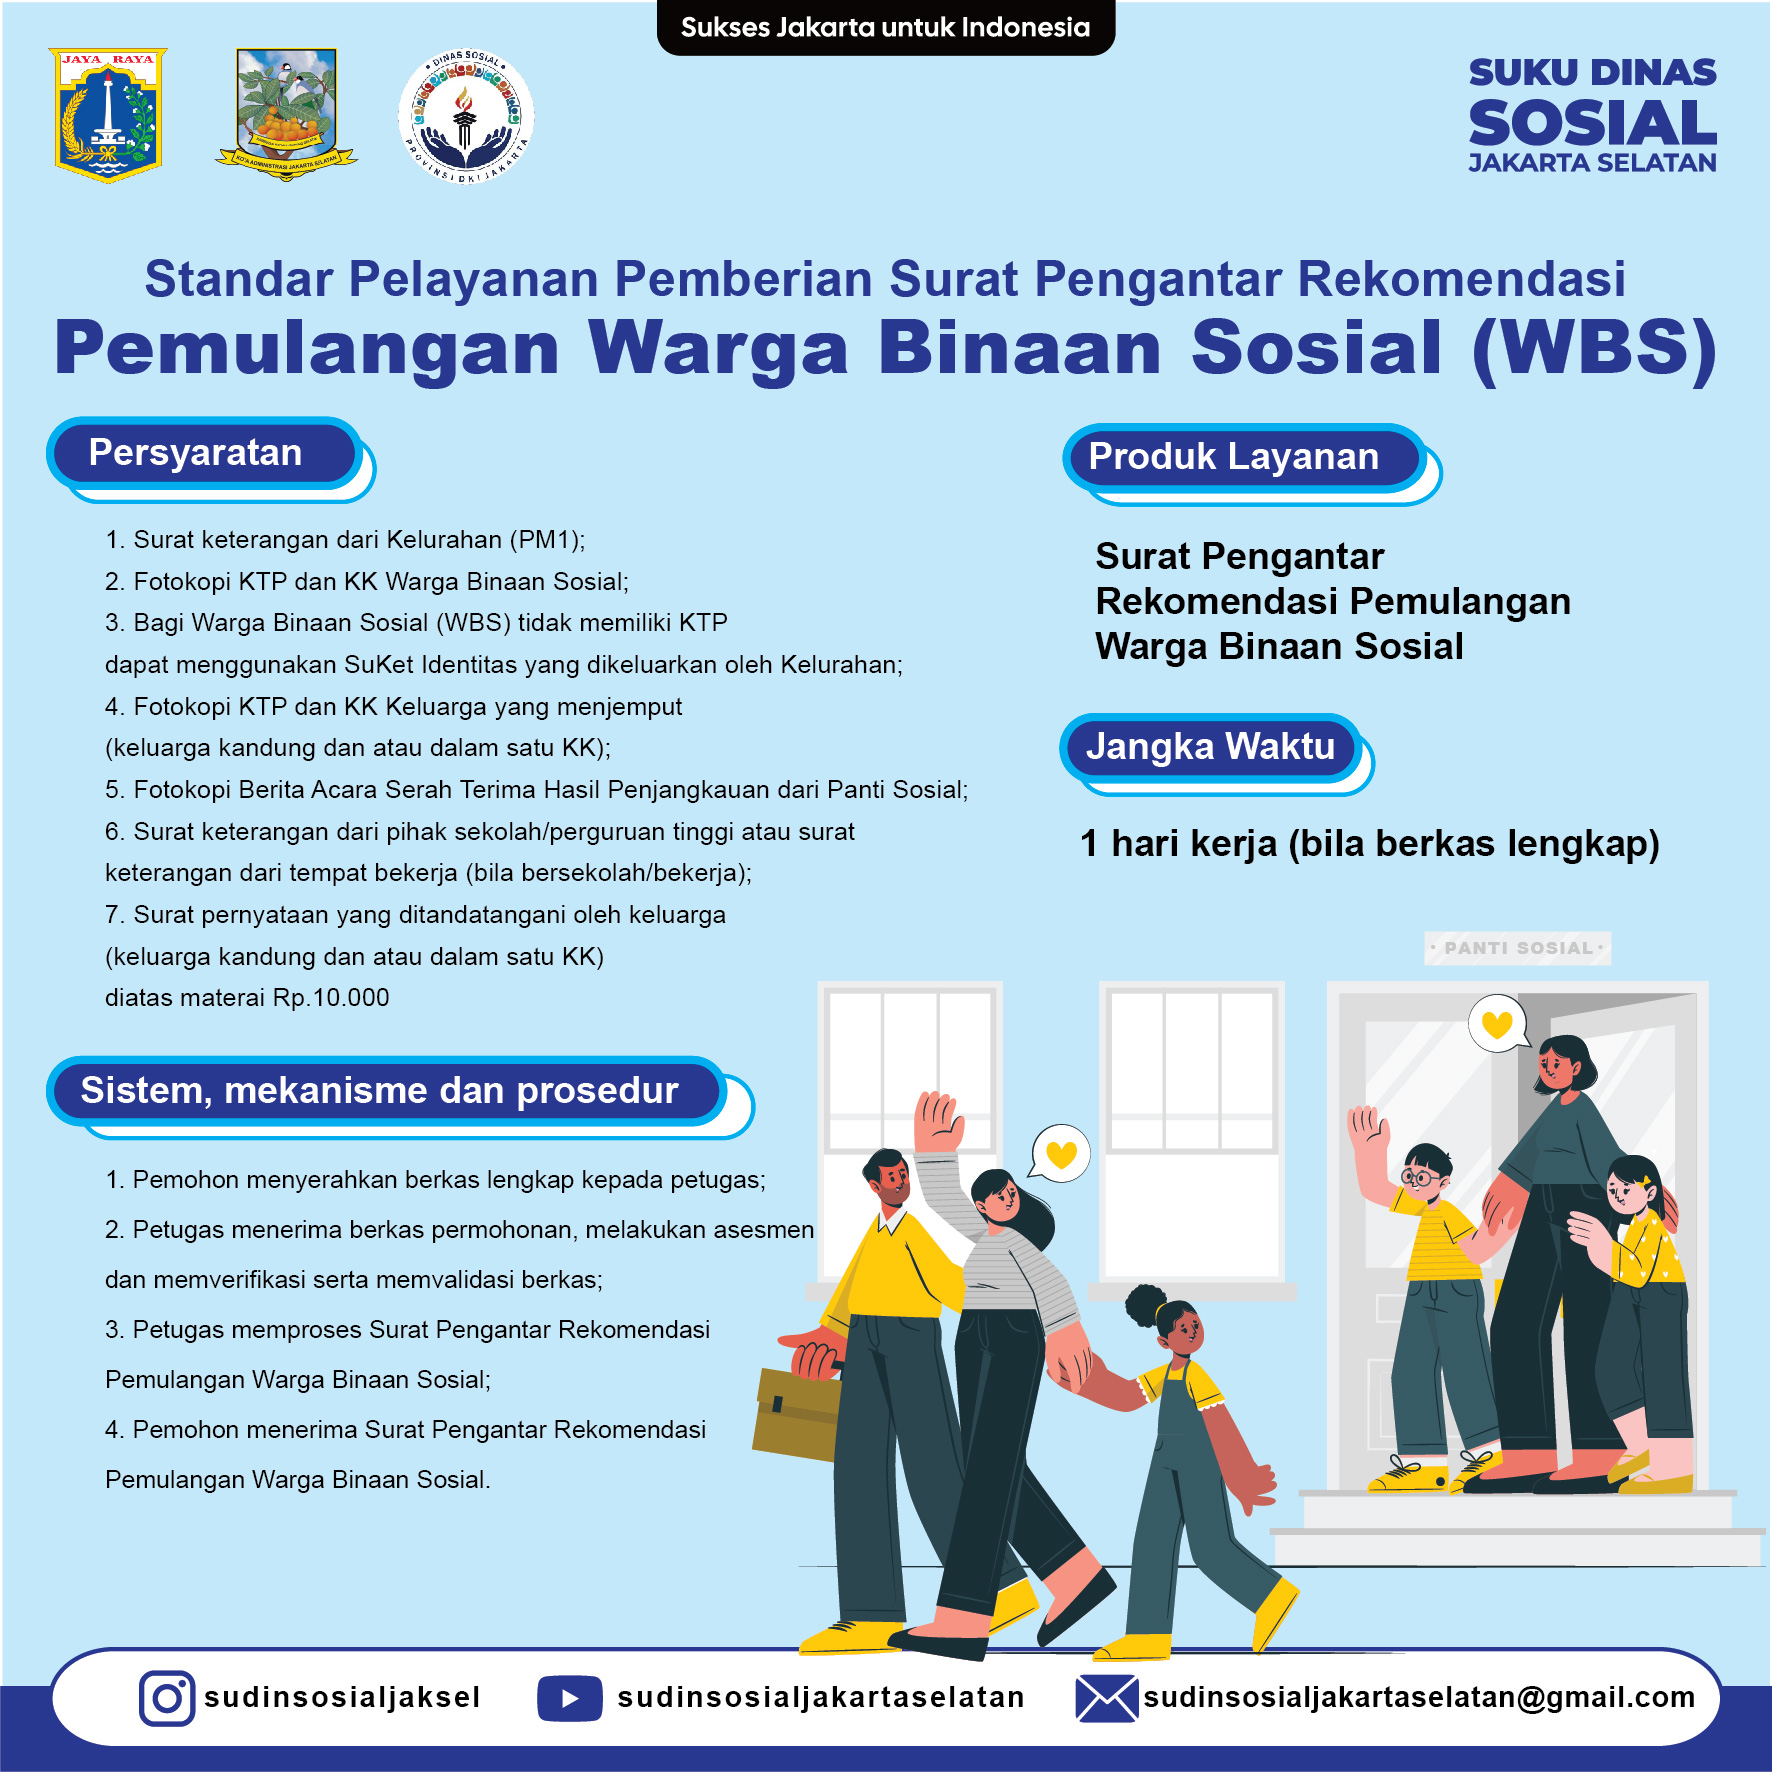 Sukses Jakarta untuk Indonesia
JAYA RAYA
KOTA ADMINISTRASI JAKARTA SELATAN
DINAS SOSIAL
PROVINSI DKI JAKARTA
SUKU DINAS
SOSIAL
JAKARTA SELATAN
Standar Pelayanan Pemberian Surat Pengantar Rekomendasi
Pemulangan Warga Binaan Sosial (WBS)
Persyaratan
1. Surat keterangan dari Kelurahan (PM1);
2. Fotokopi KTP dan KK Warga Binaan Sosial;
3. Bagi Warga Binaan Sosial (WBS) tidak memiliki KTP
dapat menggunakan SuKet Identitas yang dikeluarkan oleh Kelurahan;
4. Fotokopi KTP dan KK Keluarga yang menjemput
(keluarga kandung dan atau dalam satu KK);
5. Fotokopi Berita Acara Serah Terima Hasil Penjangkauan dari Panti Sosial;
6. Surat keterangan dari pihak sekolah/perguruan tinggi atau surat
keterangan dari tempat bekerja (bila bersekolah/bekerja);
7. Surat pernyataan yang ditandatangani oleh keluarga
(keluarga kandung dan atau dalam satu KK)
diatas materai Rp.10.000
Sistem, mekanisme dan prosedur
1. Pemohon menyerahkan berkas lengkap kepada petugas;
2. Petugas menerima berkas permohonan, melakukan asesmen
dan memverifikasi serta memvalidasi berkas;
3. Petugas memproses Surat Pengantar Rekomendasi
Pemulangan Warga Binaan Sosial;
4. Pemohon menerima Surat Pengantar Rekomendasi
Pemulangan Warga Binaan Sosial.
Produk Layanan
Surat Pengantar
Rekomendasi Pemulangan
Warga Binaan Sosial
Jangka Waktu
1 hari kerja (bila berkas lengkap)
• PANTI SOSIAL •
sudinsosialjaksel
sudinsosialjakartaselatan
sudinsosialjakartaselatan@gmail.com